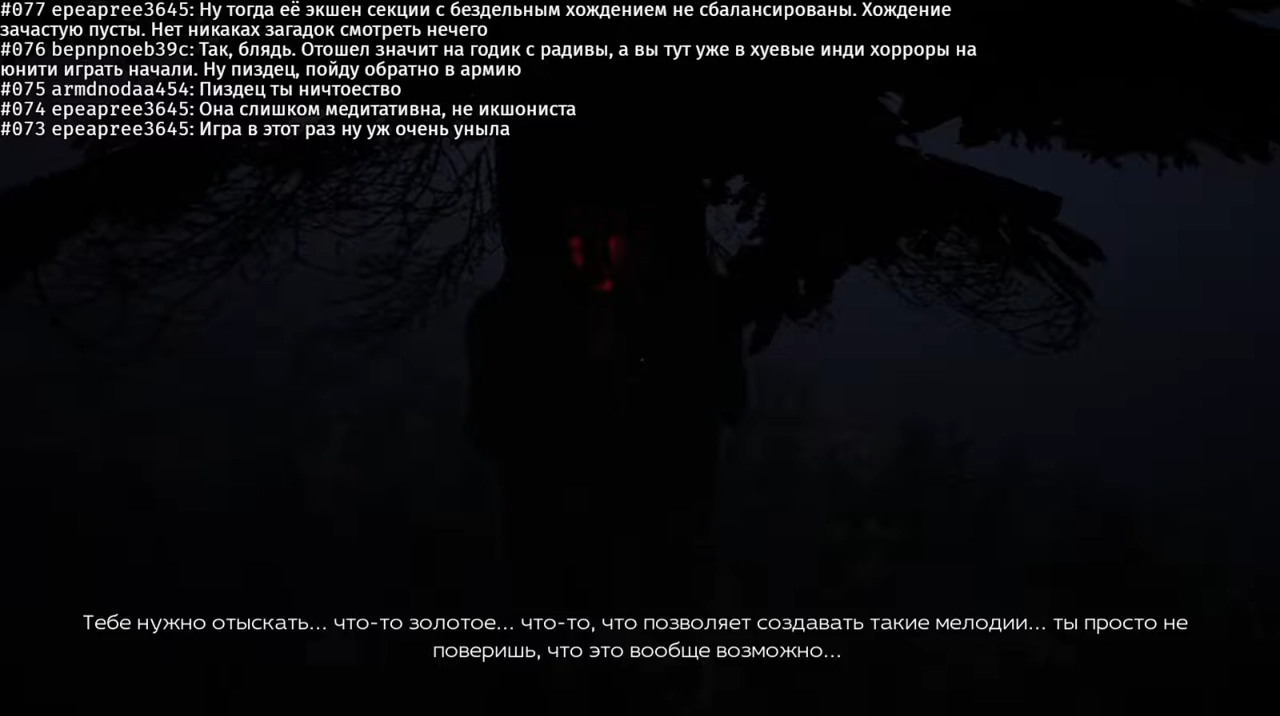 #077 epeapree3645: Ну тогда её экшен секции с бездельным хождением не сбалансированы. Хождение
зачастую пусты. Нет никаках загадок смотреть нечего
#076 bepnpnoeb39c: Так, блядь. Отошел значит на годик с радивы, а вы тут уже в хуевые инди хорроры на
юнити играть начали. Ну пиздец, пойду обратно в армию
#075 armdnodaa454: Пиздец ты ничтоество
#074 epeapree3645: Она слишком медитативна, не икшониста
#073 epeapree3645: Игра в этот раз ну уж очень уныла
Тебе нужно отыскать... что-то золотое... что-то, что позволяет создавать такие мелодии... ты просто не
поверишь, что это вообще возможно...